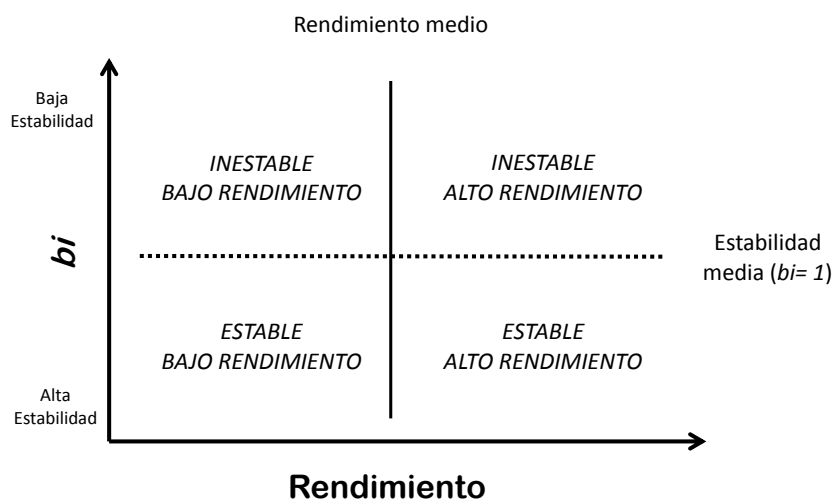 Rendimiento medio
Baja
Estabilidad
INESTABLE
BAJO RENDIMIENTO
INESTABLE
ALTO RENDIMIENTO
bi
Estabilidad
media (bi= 1)
ESTABLE
BAJO RENDIMIENTO
ESTABLE
ALTO RENDIMIENTO
Alta
Estabilidad
Rendimiento